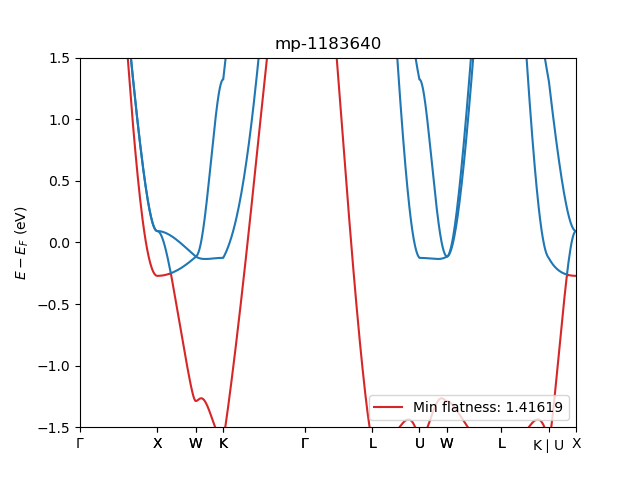 mp-1183640
1.5
1.0
0.5
0.0
−0.5
−1.0
−1.5
E − E_F (eV)
Min flatness: 1.41619
Γ X W K Γ L U W L K | U X